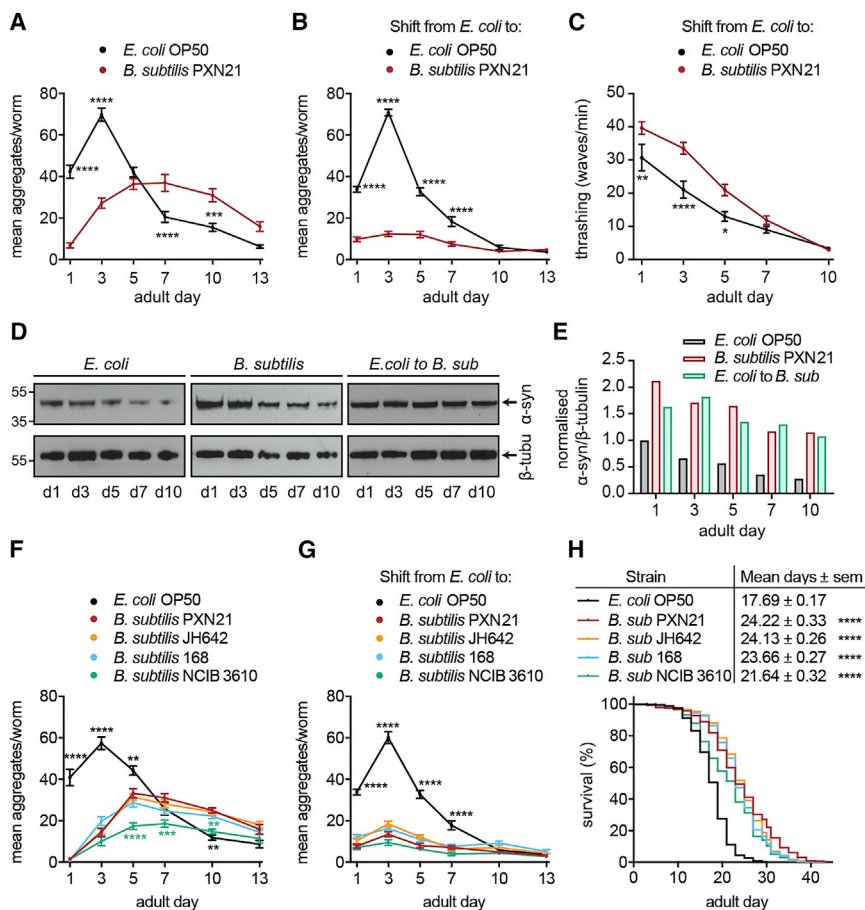 A
E. coli OP50
B. subtilis PXN21
mean aggregates/worm
80
60
40
20
0
****
****
****
***
1 3 5 7 10 13
adult day
B
Shift from E. coli to:
E. coli OP50
B. subtilis PXN21
mean aggregates/worm
80
60
40
20
0
****
****
****
****
1 3 5 7 10 13
adult day
C
Shift from E. coli to:
E. coli OP50
B. subtilis PXN21
thrashing (waves/min)
50
40
30
20
10
0
**
****
*
1 3 5 7 10
adult day
D
E. coli B. subtilis E.coli to B. sub
55
35
α-syn
55
β-tubu
d1 d3 d5 d7 d10 d1 d3 d5 d7 d10 d1 d3 d5 d7 d10
E
E. coli OP50
B. subtilis PXN21
E.coli to B. sub
normalised
α-syn/β-tubulin
2.5
2.0
1.5
1.0
0.5
0.0
1 3 5 7 10
adult day
F
E. coli OP50
B. subtilis PXN21
B. subtilis JH642
B. subtilis 168
B. subtilis NCIB 3610
mean aggregates/worm
80
60
40
20
0
****
****
**
****
***
**
**
1 3 5 7 10 13
adult day
G
Shift from E. coli to:
E. coli OP50
B. subtilis PXN21
B. subtilis JH642
B. subtilis 168
B. subtilis NCIB 3610
mean aggregates/worm
80
60
40
20
0
****
****
****
****
1 3 5 7 10 13
adult day
H
Strain Mean days ± sem
E. coli OP50 17.69 ± 0.17
B. sub PXN21 24.22 ± 0.33 ****
B. sub JH642 24.13 ± 0.26 ****
B. sub 168 23.66 ± 0.27 ****
B. sub NCIB 3610 21.64 ± 0.32 ****
survival (%)
100
80
60
40
20
0
0 10 20 30 40
adult day